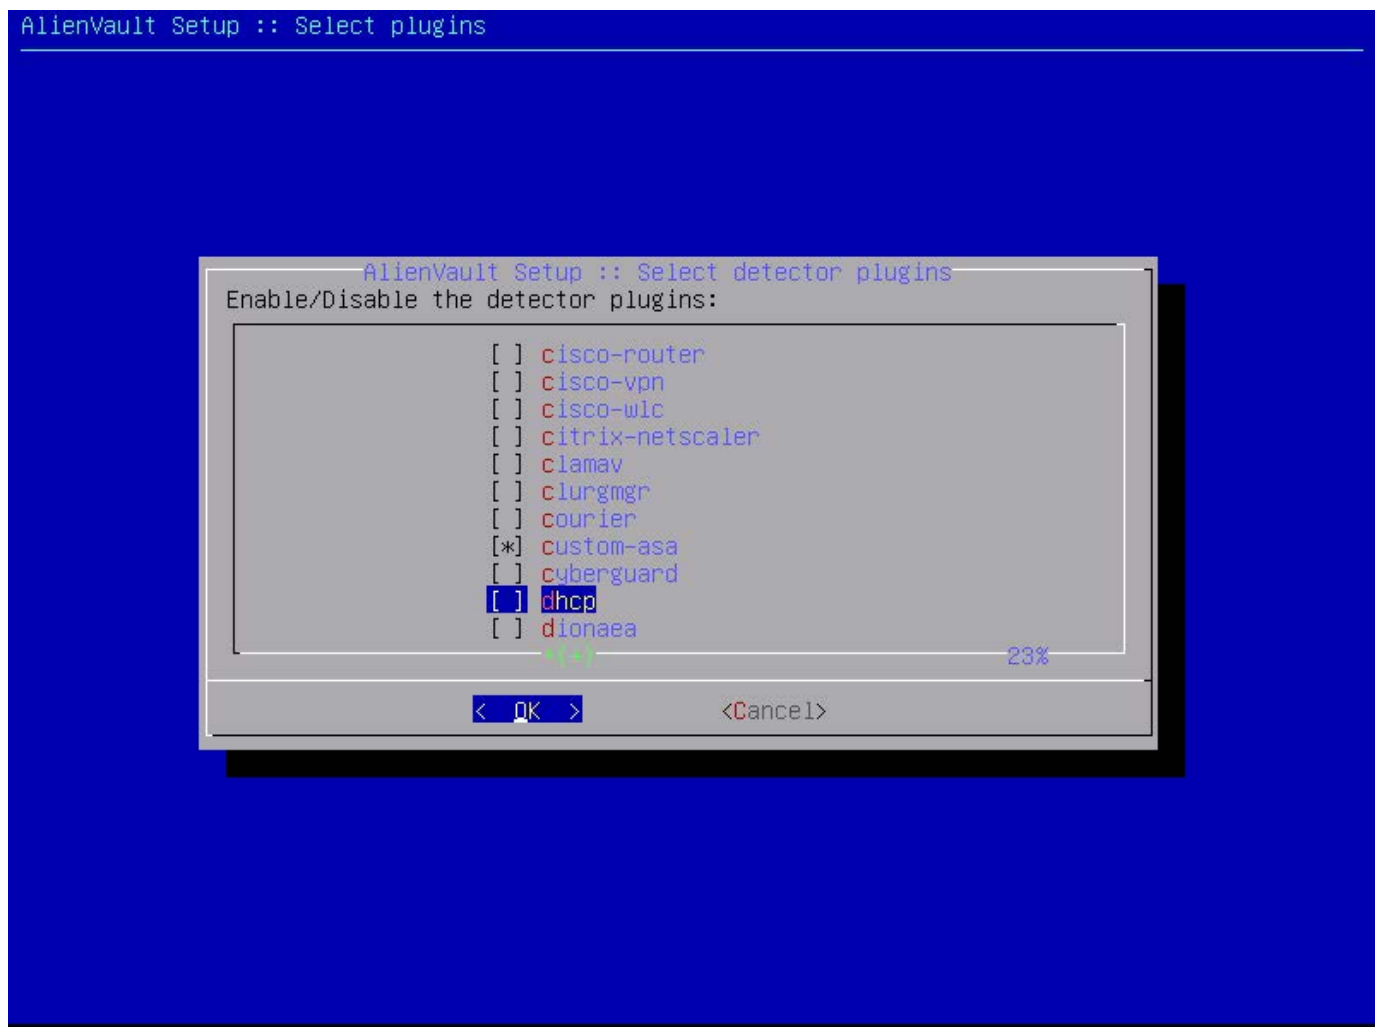 AlienVault Setup :: Select plugins
AlienVault Setup :: Select detector plugins
Enable/Disable the detector plugins:
[ ] cisco-router
[ ] cisco-vpn
[ ] cisco-wlc
[ ] citrix-netscaler
[ ] clamav
[ ] clurgmgr
[ ] courier
[*] custom-asa
[ ] cyberguard
[ ] dhcp
[ ] dionaea
23%
< OK > <Cancel>